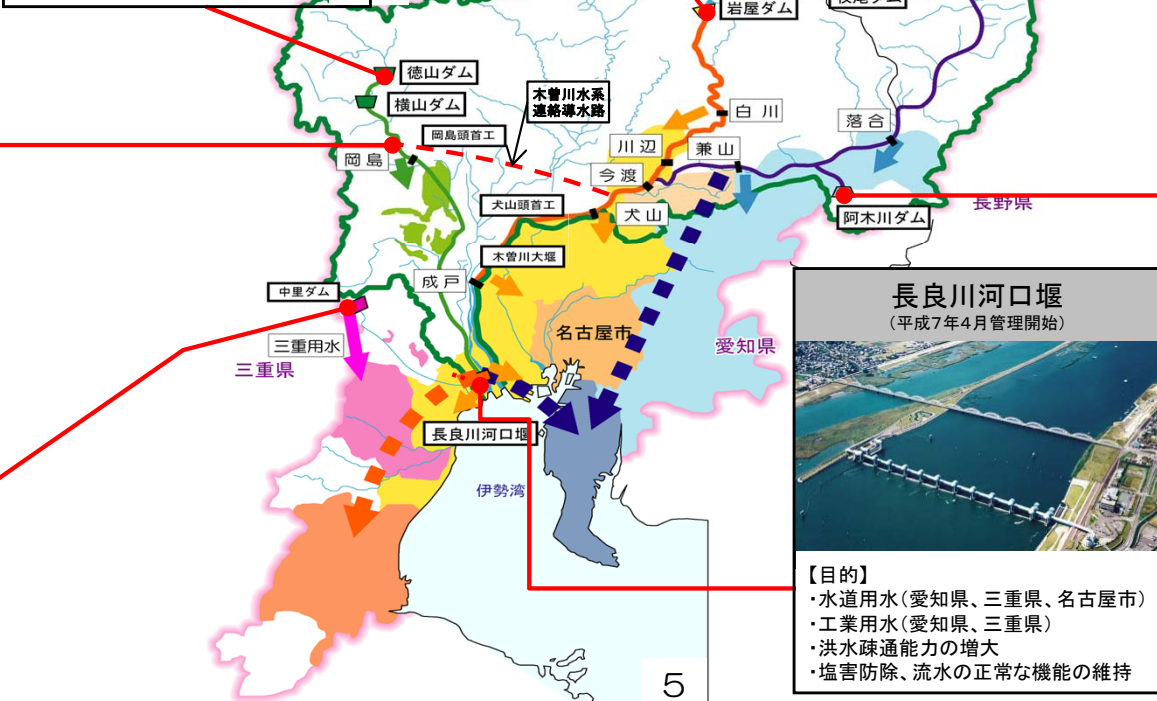 岩屋ダム
徳山ダム
横山ダム
木曽川水系
連絡導水路
白川
落合
岡島頭首工
岡島
川辺
兼山
今渡
犬山頭首工
犬山
阿木川ダム
長野県
木曽川大堰
成戸
中里ダム
三重用水
三重県
名古屋市
愛知県
長良川河口堰
伊勢湾
長良川河口堰
（平成7年4月管理開始）
【目的】
・水道用水（愛知県、三重県、名古屋市）
・工業用水（愛知県、三重県）
・洪水疎通能力の増大
・塩害防除、流水の正常な機能の維持
5